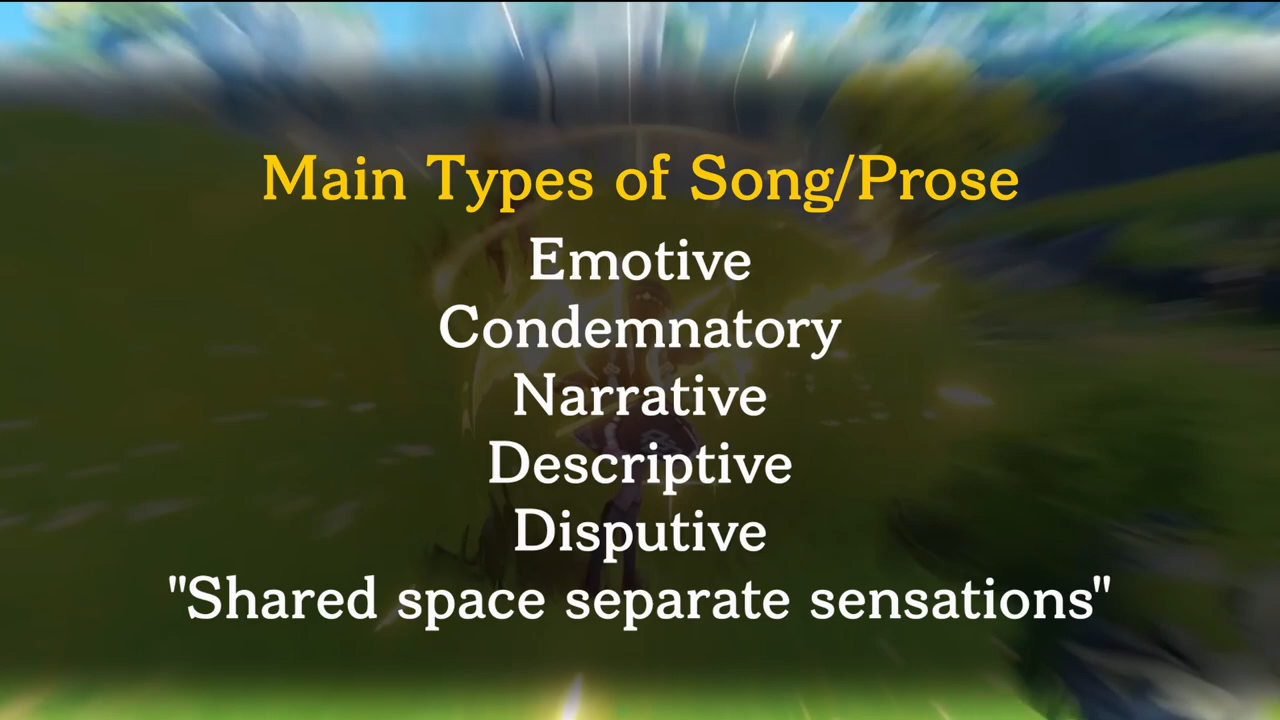 Main Types of Song/Prose
Emotive
Condemnatory
Narrative
Descriptive
Disputive
"Shared space separate sensations"